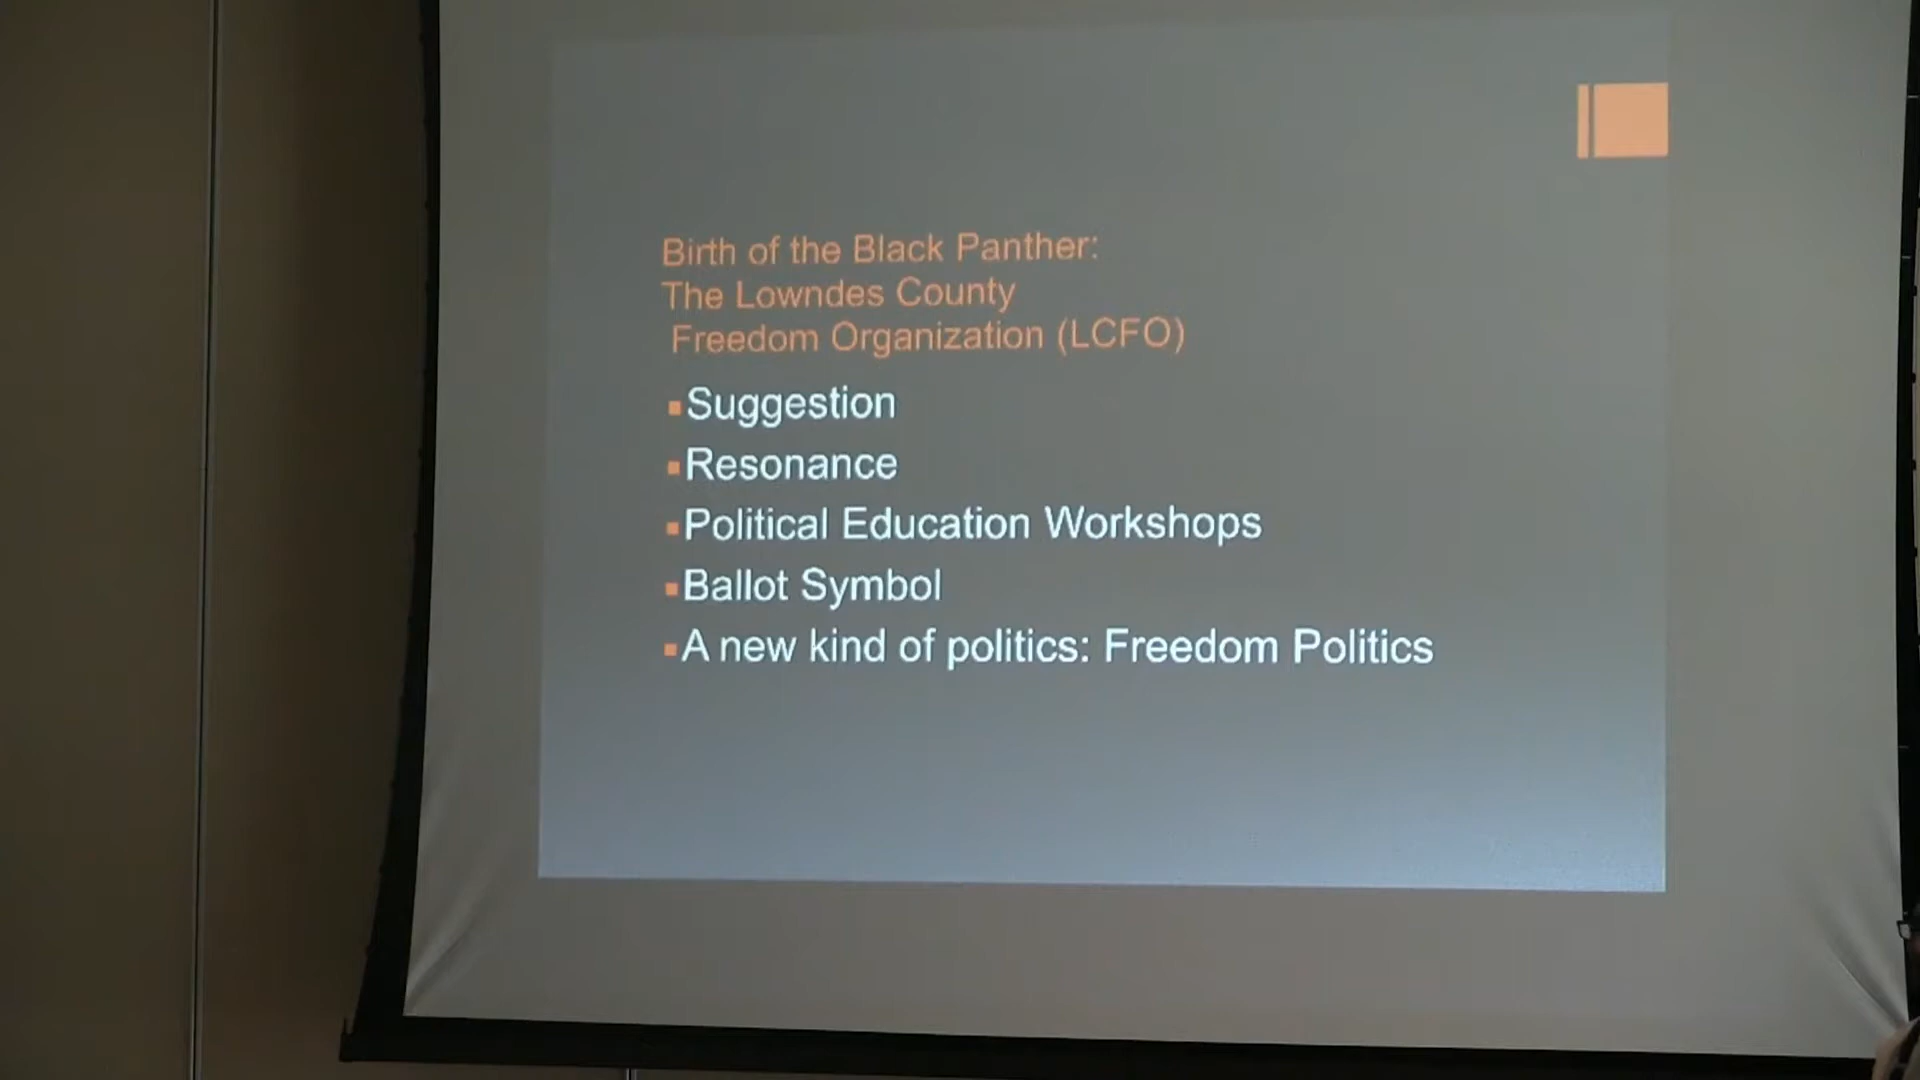 Birth of the Black Panther:
The Lowndes County
Freedom Organization (LCFO)
Suggestion
Resonance
Political Education Workshops
Ballot Symbol
A new kind of politics: Freedom Politics